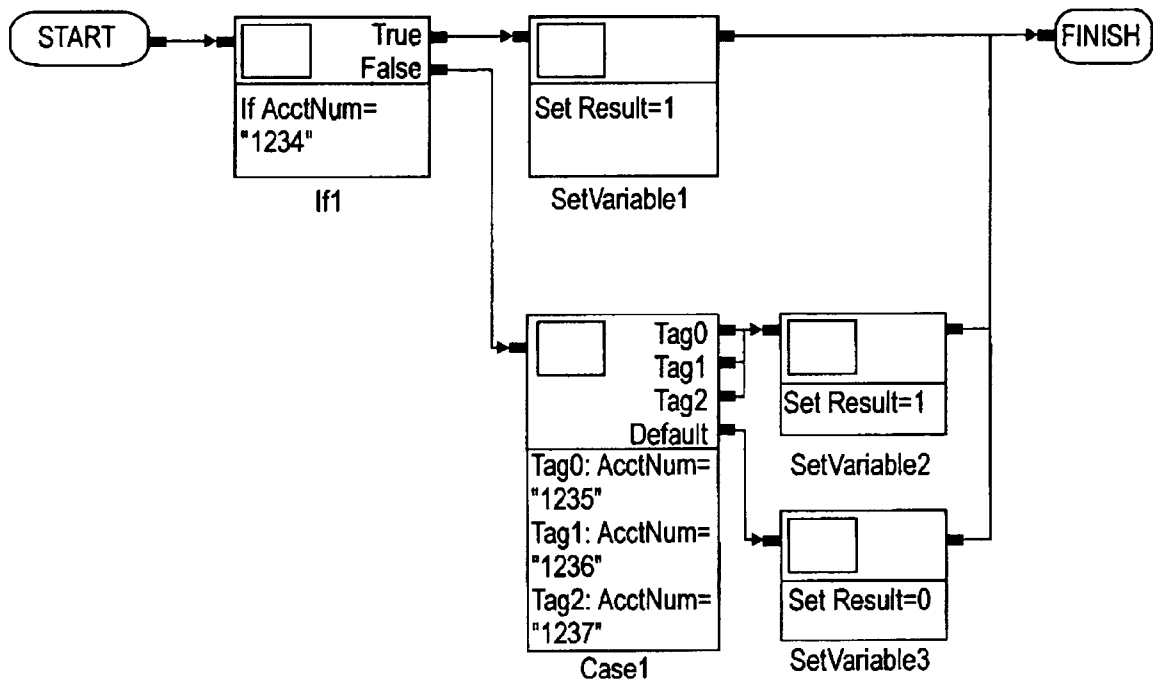 START
True
False
If AcctNum=
"1234"
If1
Set Result=1
SetVariable1
FINISH
Tag0
Tag1
Tag2
Default
Tag0: AcctNum=
"1235"
Tag1: AcctNum=
"1236"
Tag2: AcctNum=
"1237"
Case1
Set Result=1
SetVariable2
Set Result=0
SetVariable3